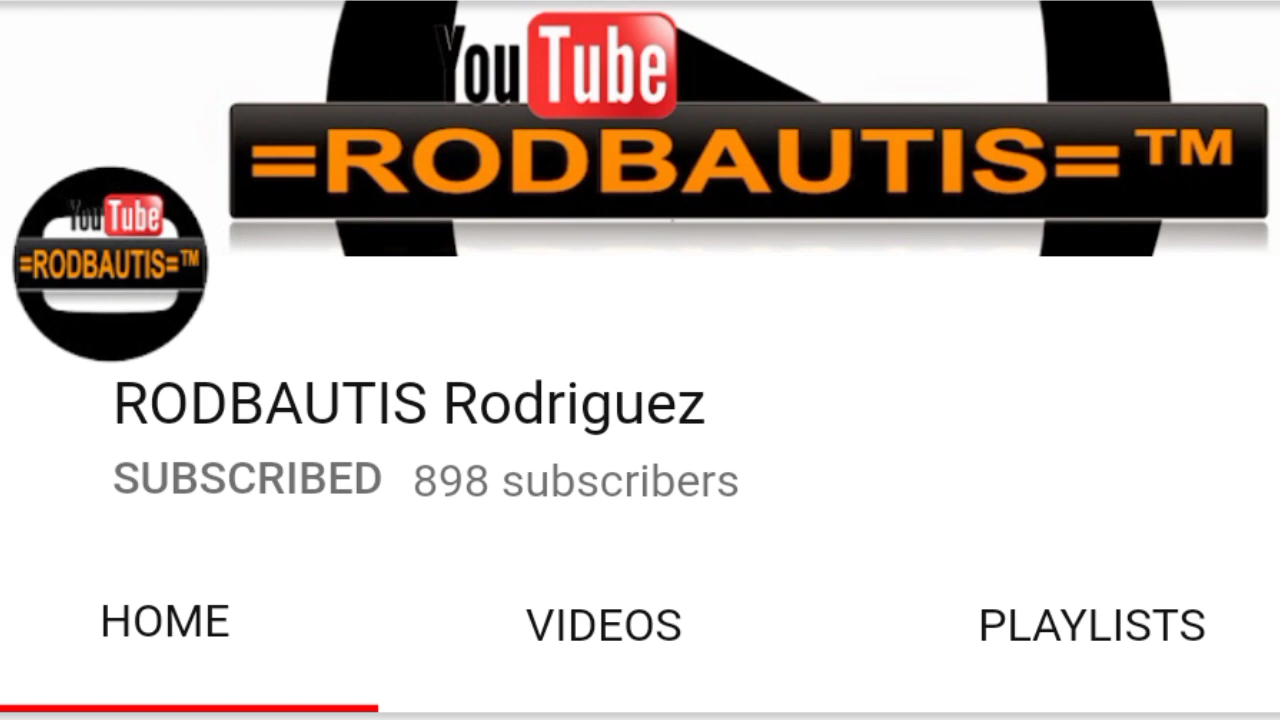 YouTube
=RODBAUTIS=™
YouTube
=RODBAUTIS=™
RODBAUTIS Rodriguez
SUBSCRIBED 898 subscribers
HOME VIDEOS PLAYLISTS